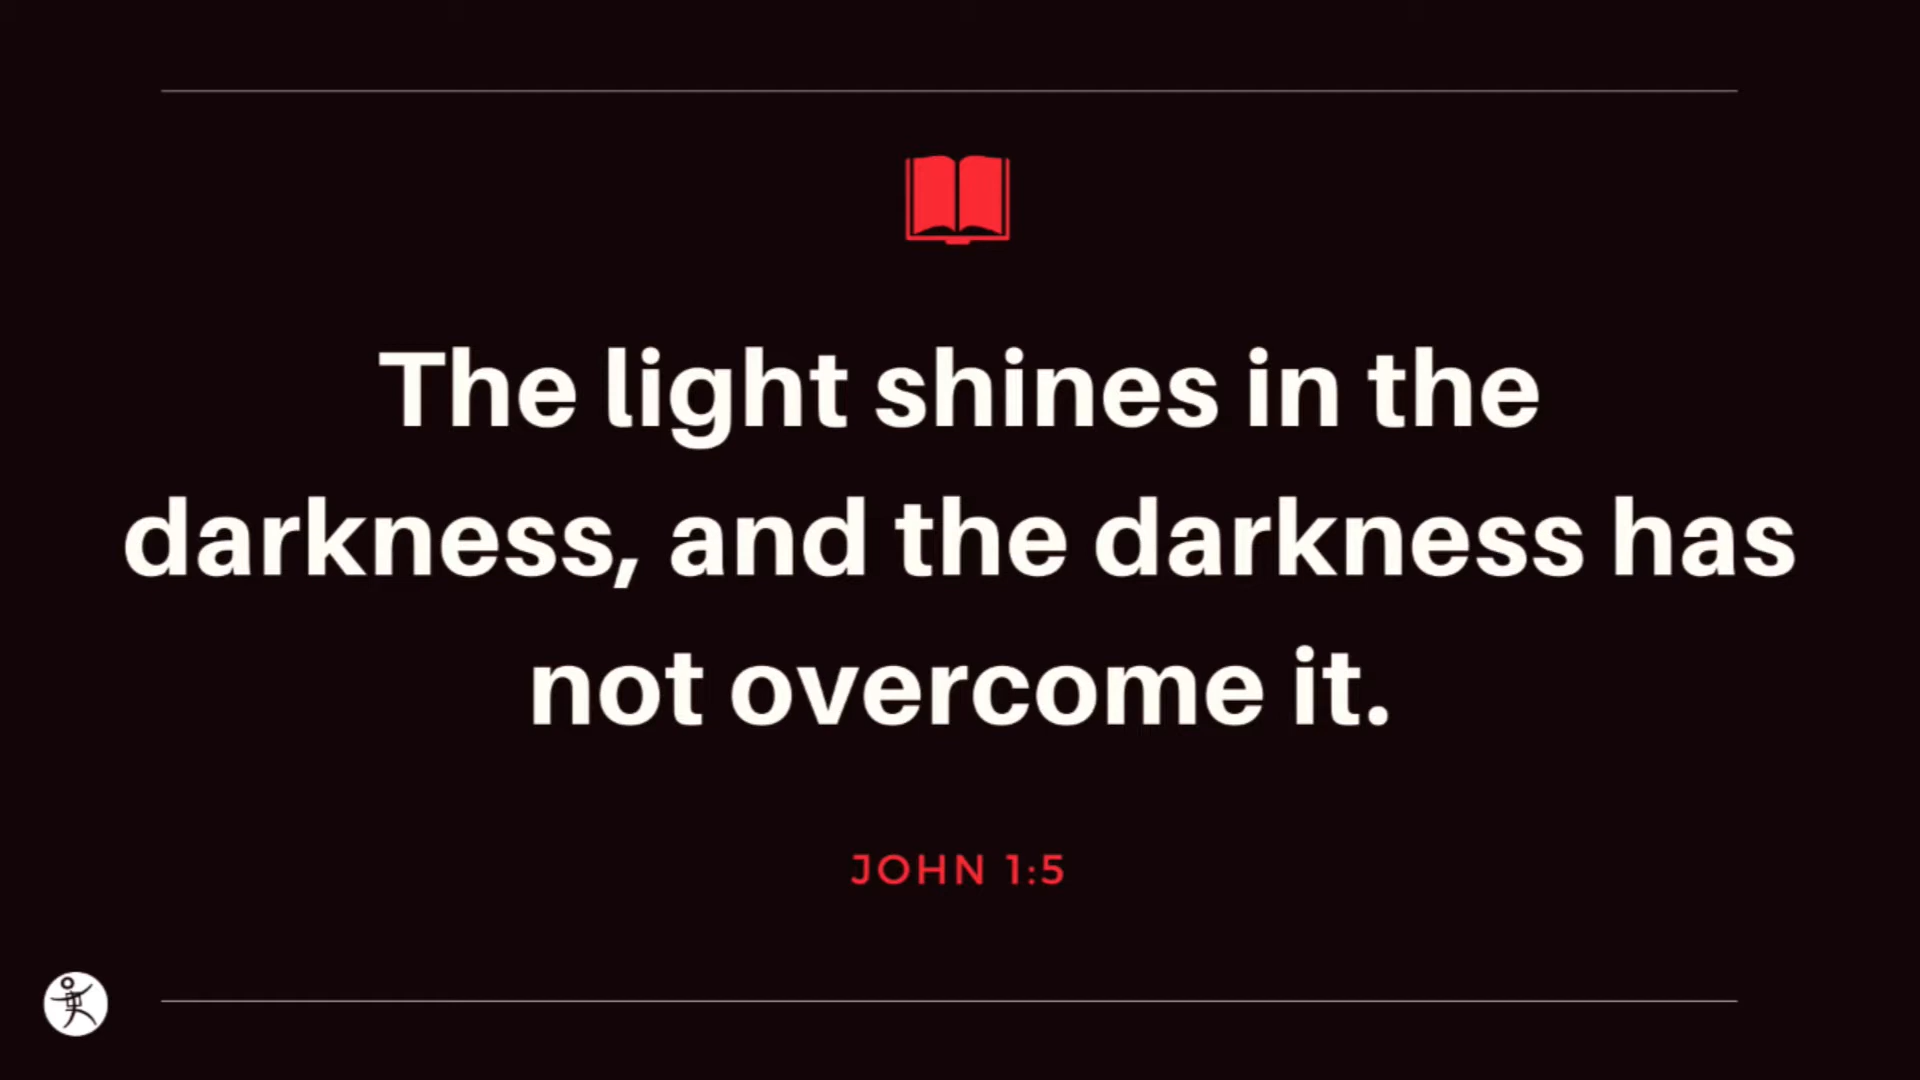 The light shines in the
darkness, and the darkness has
not overcome it.
JOHN 1:5